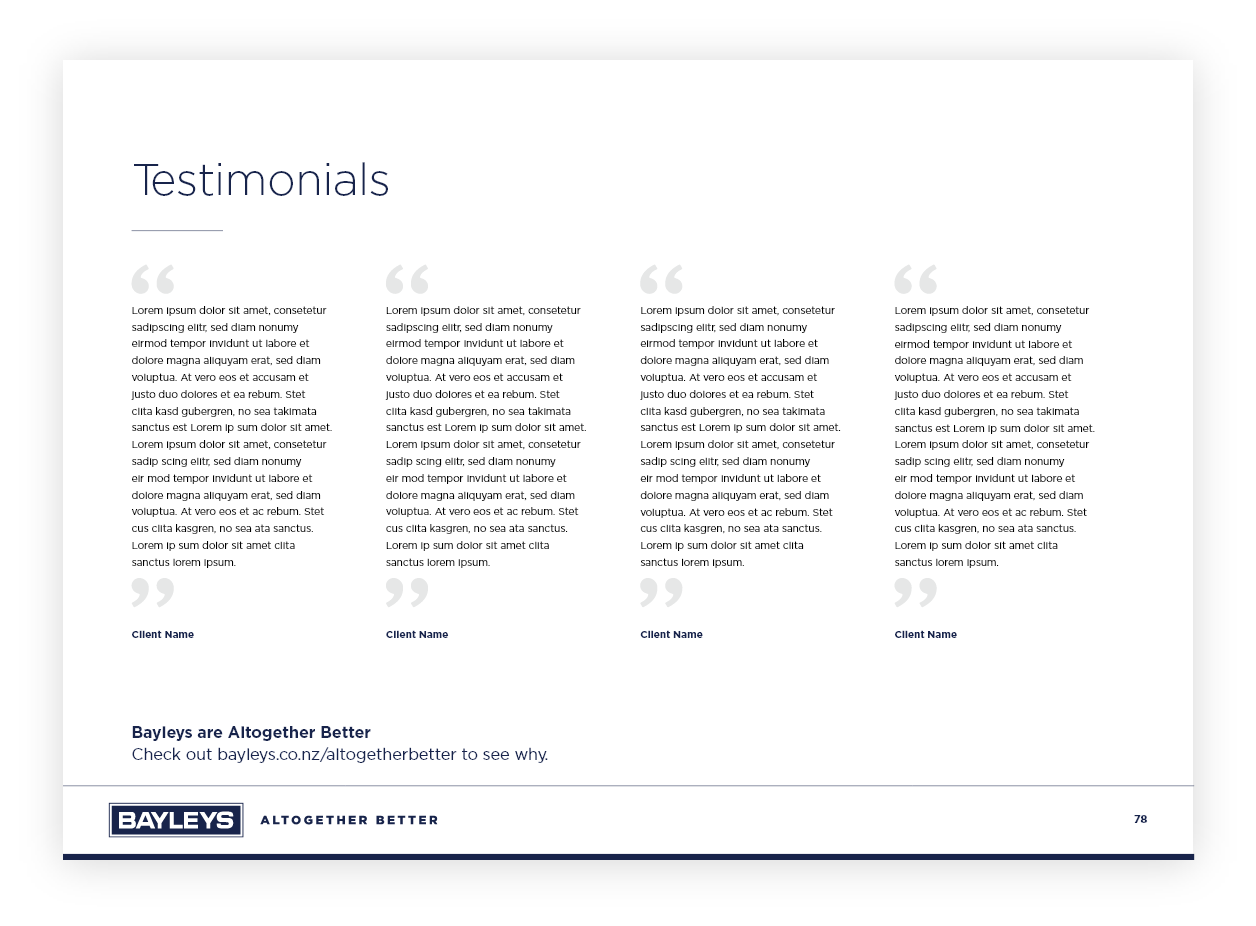 Testimonials
“
Lorem ipsum dolor sit amet, consetetur
sadipscing elitr, sed diam nonumy
eirmod tempor invidunt ut labore et
dolore magna aliquyam erat, sed diam
voluptua. At vero eos et accusam et
justo duo dolores et ea rebum. Stet
clita kasd gubergren, no sea takimata
sanctus est Lorem ip sum dolor sit amet.
Lorem ipsum dolor sit amet, consetetur
sadip scing elitr, sed diam nonumy
eir mod tempor invidunt ut labore et
dolore magna aliquyam erat, sed diam
voluptua. At vero eos et ac rebum. Stet
cus clita kasgren, no sea ata sanctus.
Lorem ip sum dolor sit amet clita
sanctus lorem ipsum.
”
Client Name
“
Lorem ipsum dolor sit amet, consetetur
sadipscing elitr, sed diam nonumy
eirmod tempor invidunt ut labore et
dolore magna aliquyam erat, sed diam
voluptua. At vero eos et accusam et
justo duo dolores et ea rebum. Stet
clita kasd gubergren, no sea takimata
sanctus est Lorem ip sum dolor sit amet.
Lorem ipsum dolor sit amet, consetetur
sadip scing elitr, sed diam nonumy
eir mod tempor invidunt ut labore et
dolore magna aliquyam erat, sed diam
voluptua. At vero eos et ac rebum. Stet
cus clita kasgren, no sea ata sanctus.
Lorem ip sum dolor sit amet clita
sanctus lorem ipsum.
”
Client Name
“
Lorem ipsum dolor sit amet, consetetur
sadipscing elitr, sed diam nonumy
eirmod tempor invidunt ut labore et
dolore magna aliquyam erat, sed diam
voluptua. At vero eos et accusam et
justo duo dolores et ea rebum. Stet
clita kasd gubergren, no sea takimata
sanctus est Lorem ip sum dolor sit amet.
Lorem ipsum dolor sit amet, consetetur
sadip scing elitr, sed diam nonumy
eir mod tempor invidunt ut labore et
dolore magna aliquyam erat, sed diam
voluptua. At vero eos et ac rebum. Stet
cus clita kasgren, no sea ata sanctus.
Lorem ip sum dolor sit amet clita
sanctus lorem ipsum.
”
Client Name
“
Lorem ipsum dolor sit amet, consetetur
sadipscing elitr, sed diam nonumy
eirmod tempor invidunt ut labore et
dolore magna aliquyam erat, sed diam
voluptua. At vero eos et accusam et
justo duo dolores et ea rebum. Stet
clita kasd gubergren, no sea takimata
sanctus est Lorem ip sum dolor sit amet.
Lorem ipsum dolor sit amet, consetetur
sadip scing elitr, sed diam nonumy
eir mod tempor invidunt ut labore et
dolore magna aliquyam erat, sed diam
voluptua. At vero eos et ac rebum. Stet
cus clita kasgren, no sea ata sanctus.
Lorem ip sum dolor sit amet clita
sanctus lorem ipsum.
”
Client Name
Bayleys are Altogether Better
Check out bayleys.co.nz/altogetherbetter to see why.
BAYLEYS ALTOGETHER BETTER
78